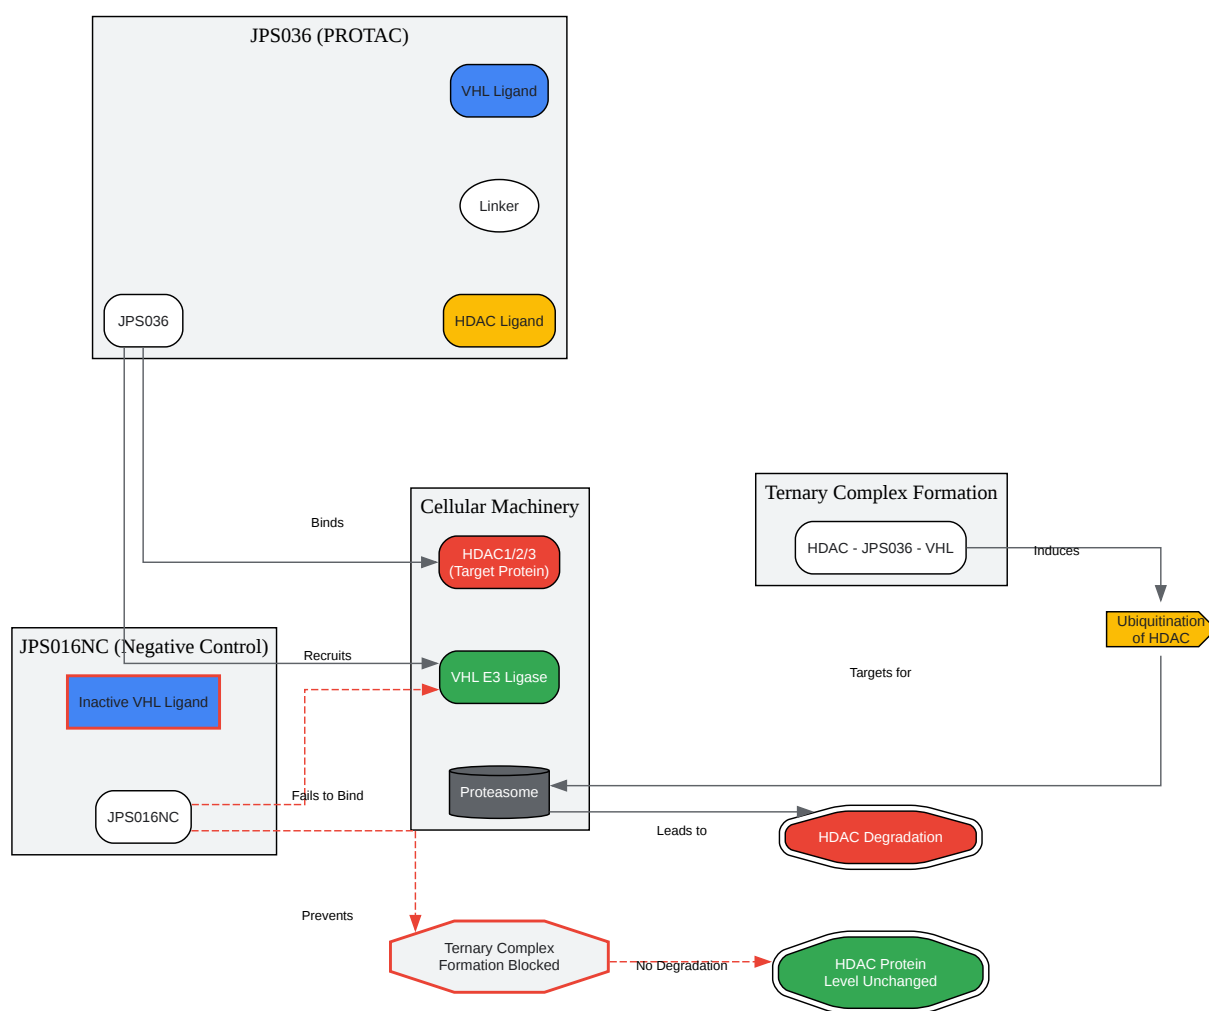 JPS036 (PROTAC)
VHL Ligand
Linker
JPS036
HDAC Ligand
Binds
Cellular Machinery
HDAC1/2/3
(Target Protein)
Ternary Complex Formation
HDAC - JPS036 - VHL
Induces
Ubiquitination
of HDAC
JPS016NC (Negative Control)
Recruits
VHL E3 Ligase
Targets for
Inactive VHL Ligand
Fails to Bind
Proteasome
JPS016NC
Leads to
HDAC Degradation
Prevents
Ternary Complex
Formation Blocked
No Degradation
HDAC Protein
Level Unchanged